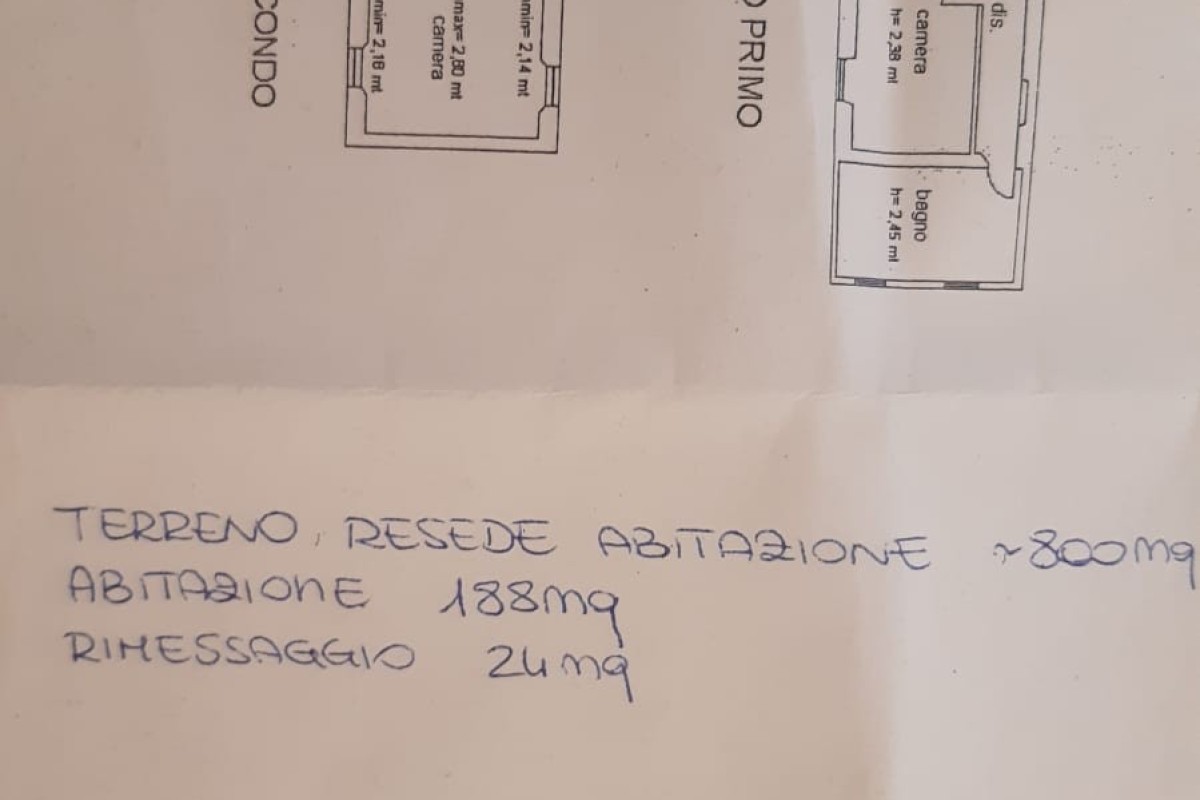 CONDO
min= 2,18 mt
max= 2,80 mt
camera
min= 2,14 mt
O PRIMO
camera
h= 2,38 mt
dis.
bagno
h= 2,45 mt
TERRENO, RESEDE ABITAZIONE ~800mq
ABITAZIONE 188mq
RIMESSAGGIO 24mq